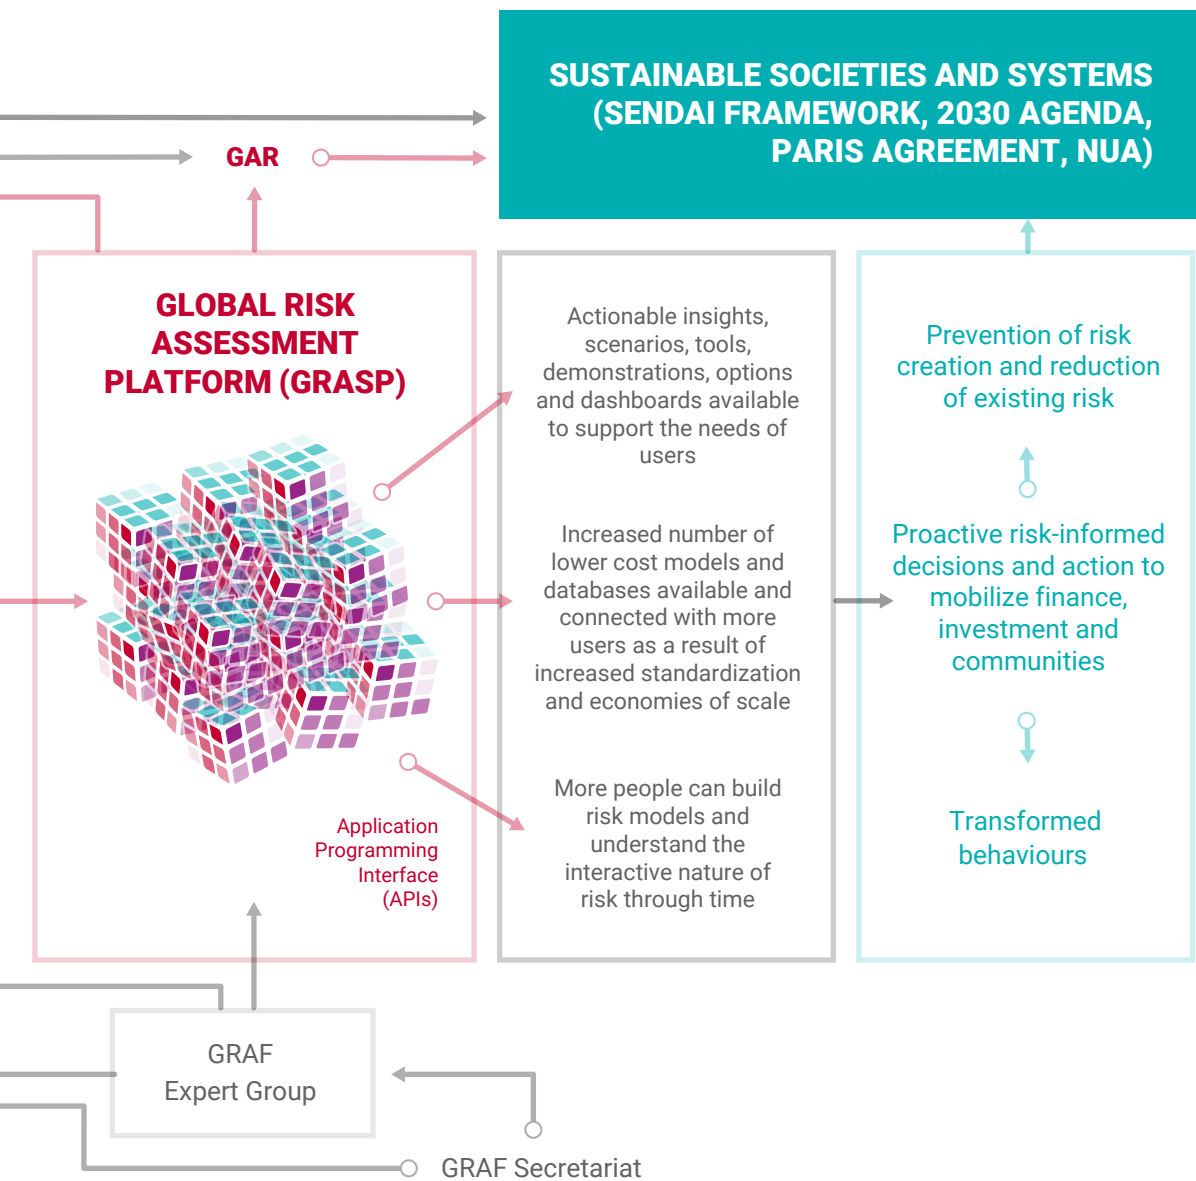 SUSTAINABLE SOCIETIES AND SYSTEMS
(SENDAI FRAMEWORK, 2030 AGENDA,
PARIS AGREEMENT, NUA)
GAR
GLOBAL RISK
ASSESSMENT
PLATFORM (GRASP)
Application
Programming
Interface
(APIs)
Actionable insights,
scenarios, tools,
demonstrations, options
and dashboards available
to support the needs of
users
Increased number of
lower cost models and
databases available and
connected with more
users as a result of
increased standardization
and economies of scale
More people can build
risk models and
understand the
interactive nature of
risk through time
Prevention of risk
creation and reduction
of existing risk
Proactive risk-informed
decisions and action to
mobilize finance,
investment and
communities
Transformed
behaviours
GRAF
Expert Group
GRAF Secretariat